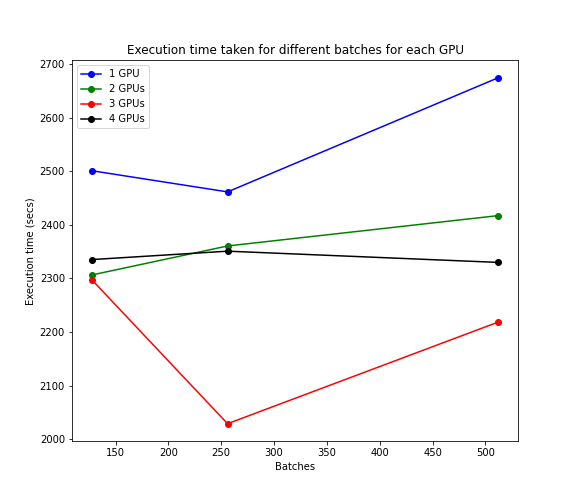 Execution time taken for different batches for each GPU
1 GPU
2 GPUs
3 GPUs
4 GPUs
Execution time (secs)
2700
2600
2500
2400
2300
2200
2100
2000
150 200 250 300 350 400 450 500
Batches